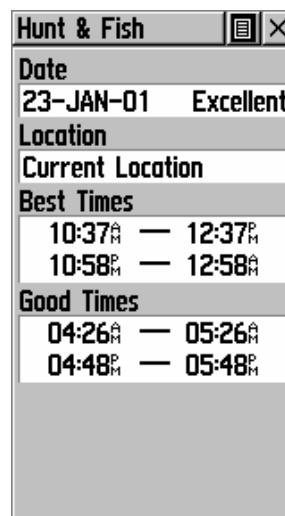 Hunt & Fish
Date
23-JAN-01 Excellent
Location
Current Location
Best Times
10:37AM — 12:37PM
10:58PM — 12:58AM
Good Times
04:26AM — 05:26AM
04:48PM — 05:48PM